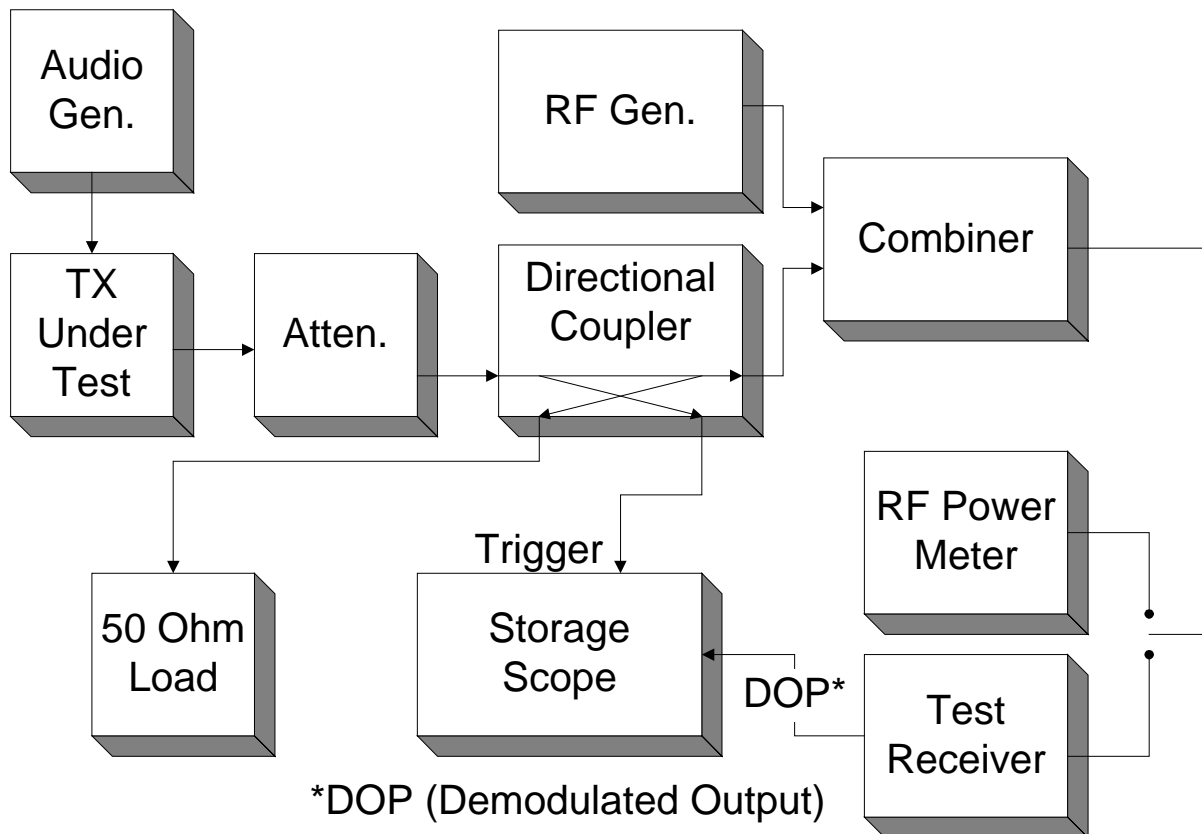 Audio
Gen.
RF Gen.
Combiner
TX
Under
Test
Atten.
Directional
Coupler
RF Power
Meter
Trigger
50 Ohm
Load
Storage
Scope
DOP*
Test
Receiver
*DOP (Demodulated Output)